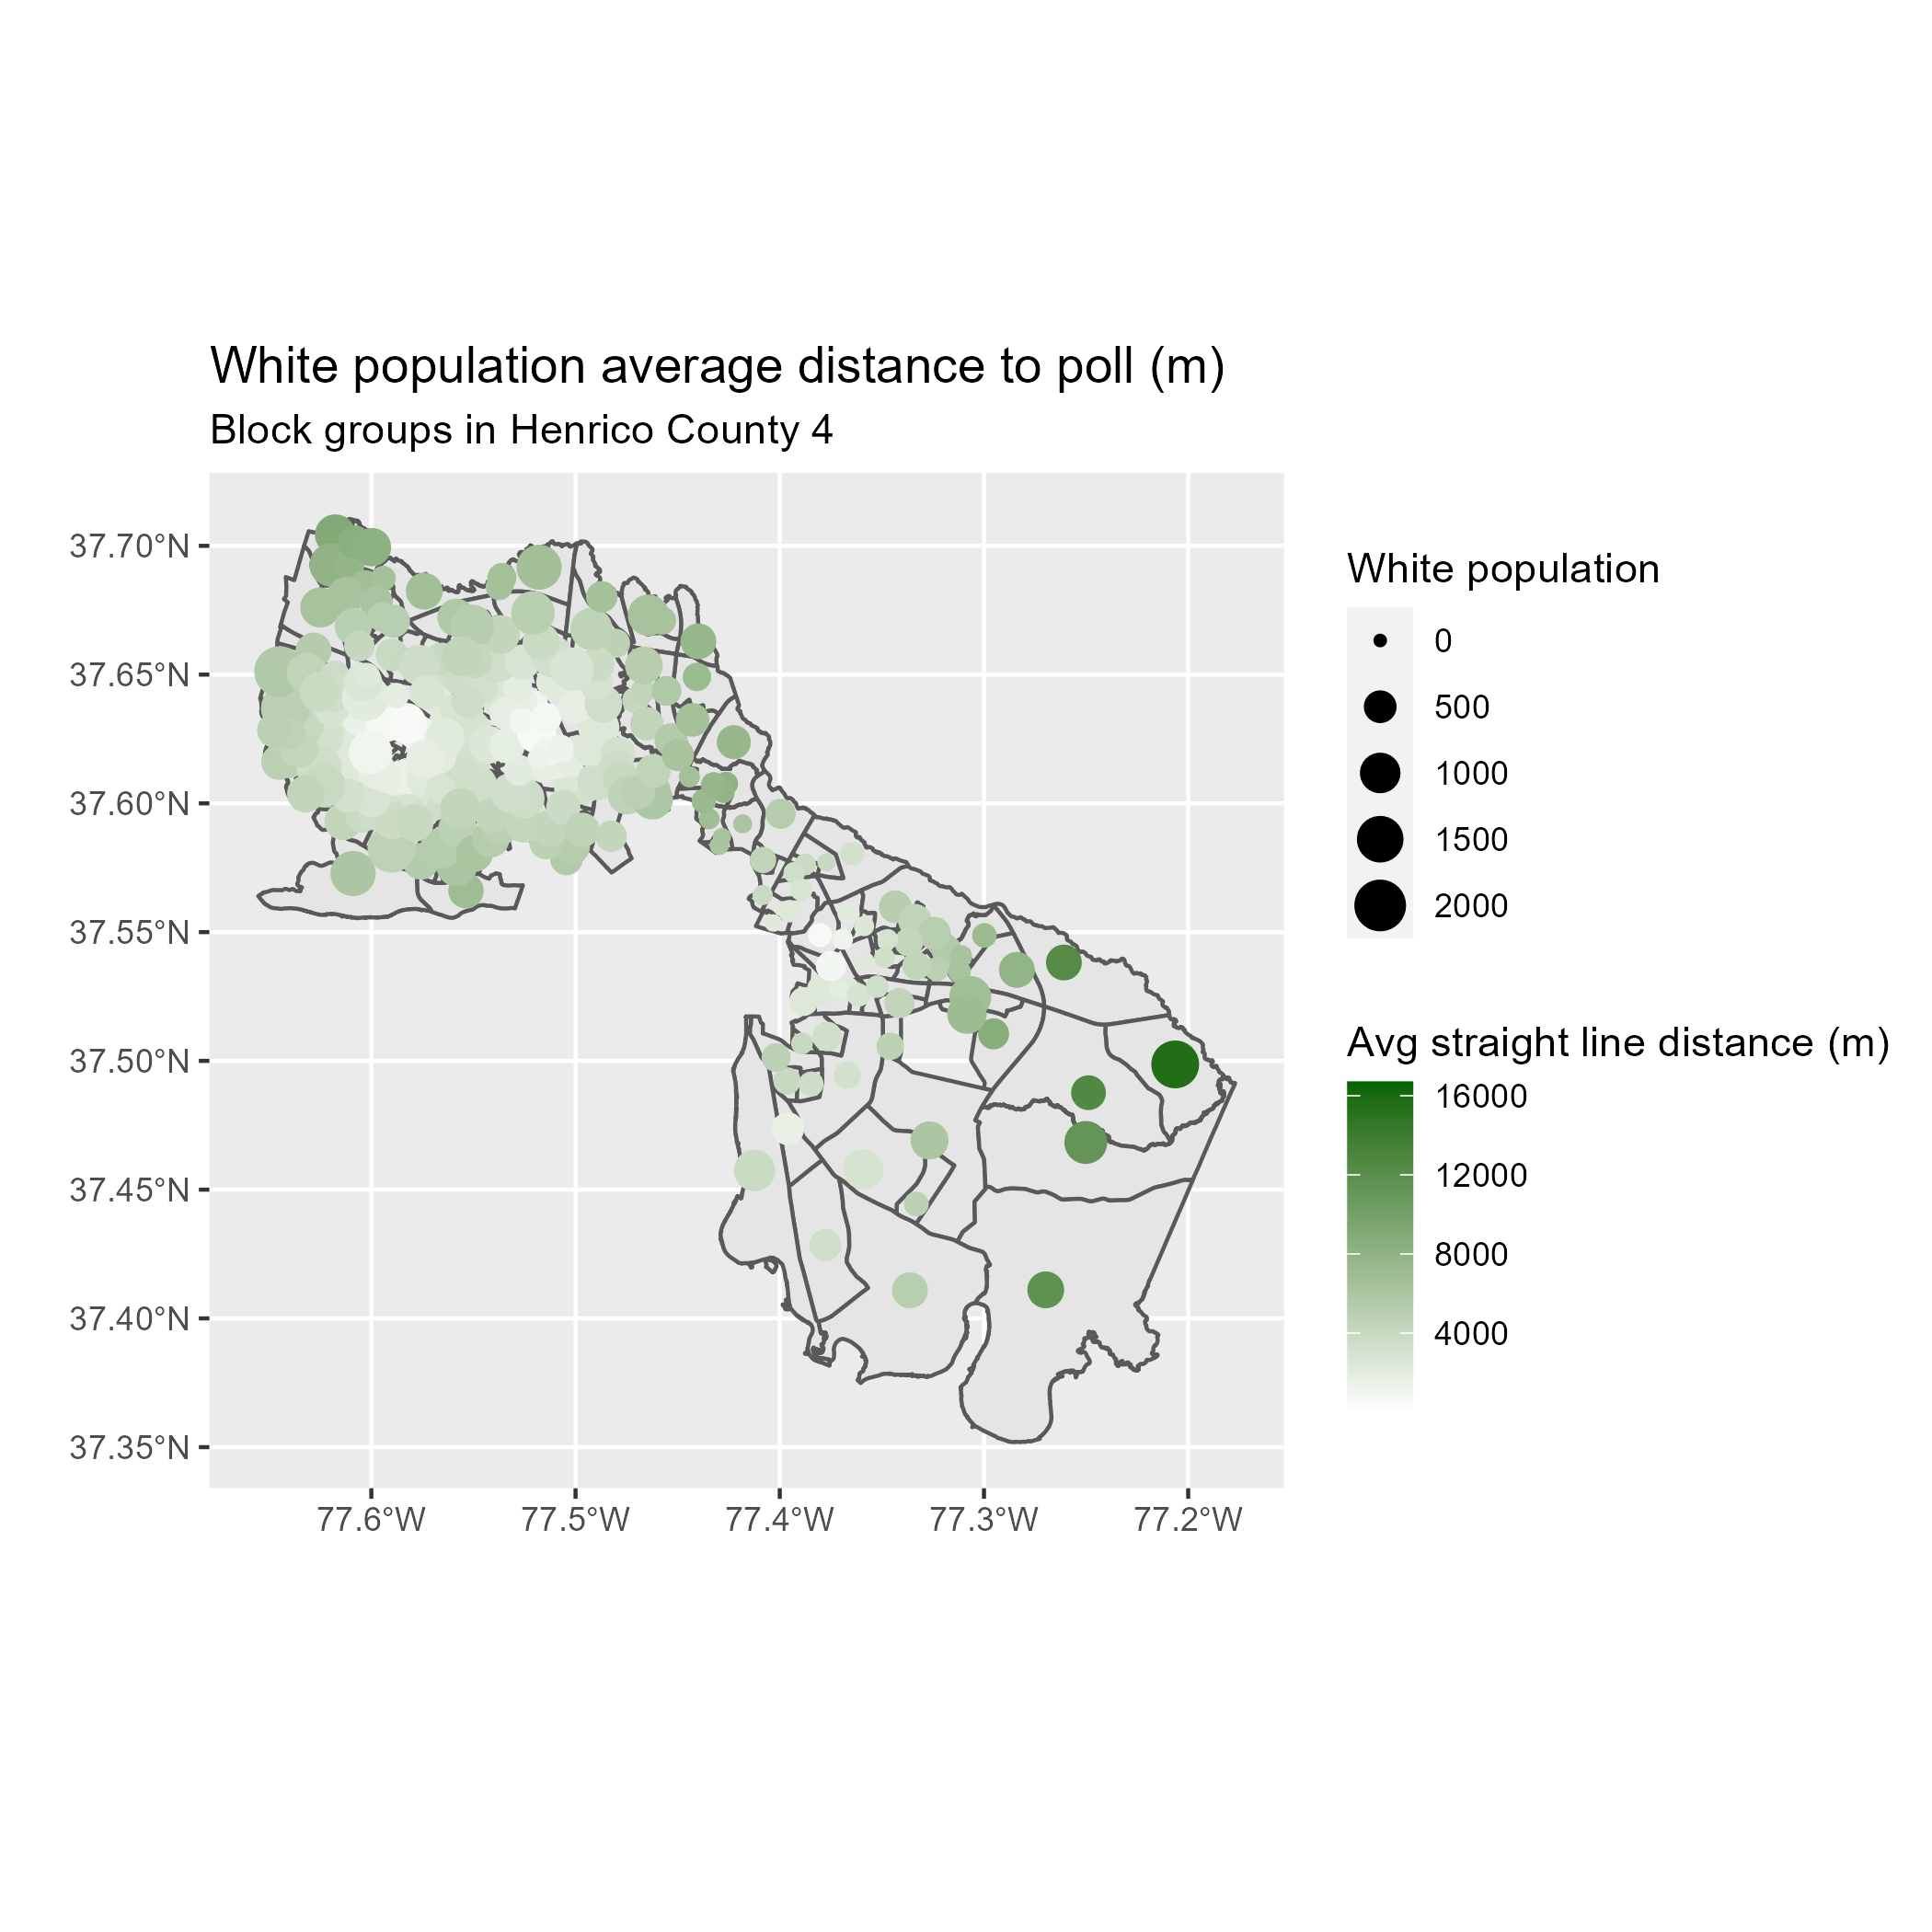 White population average distance to poll (m)
Block groups in Henrico County 4
37.70°N
37.65°N
37.60°N
37.55°N
37.50°N
37.45°N
37.40°N
37.35°N
77.6°W
77.5°W
77.4°W
77.3°W
77.2°W
White population
0
500
1000
1500
2000
Avg straight line distance (m)
16000
12000
8000
4000